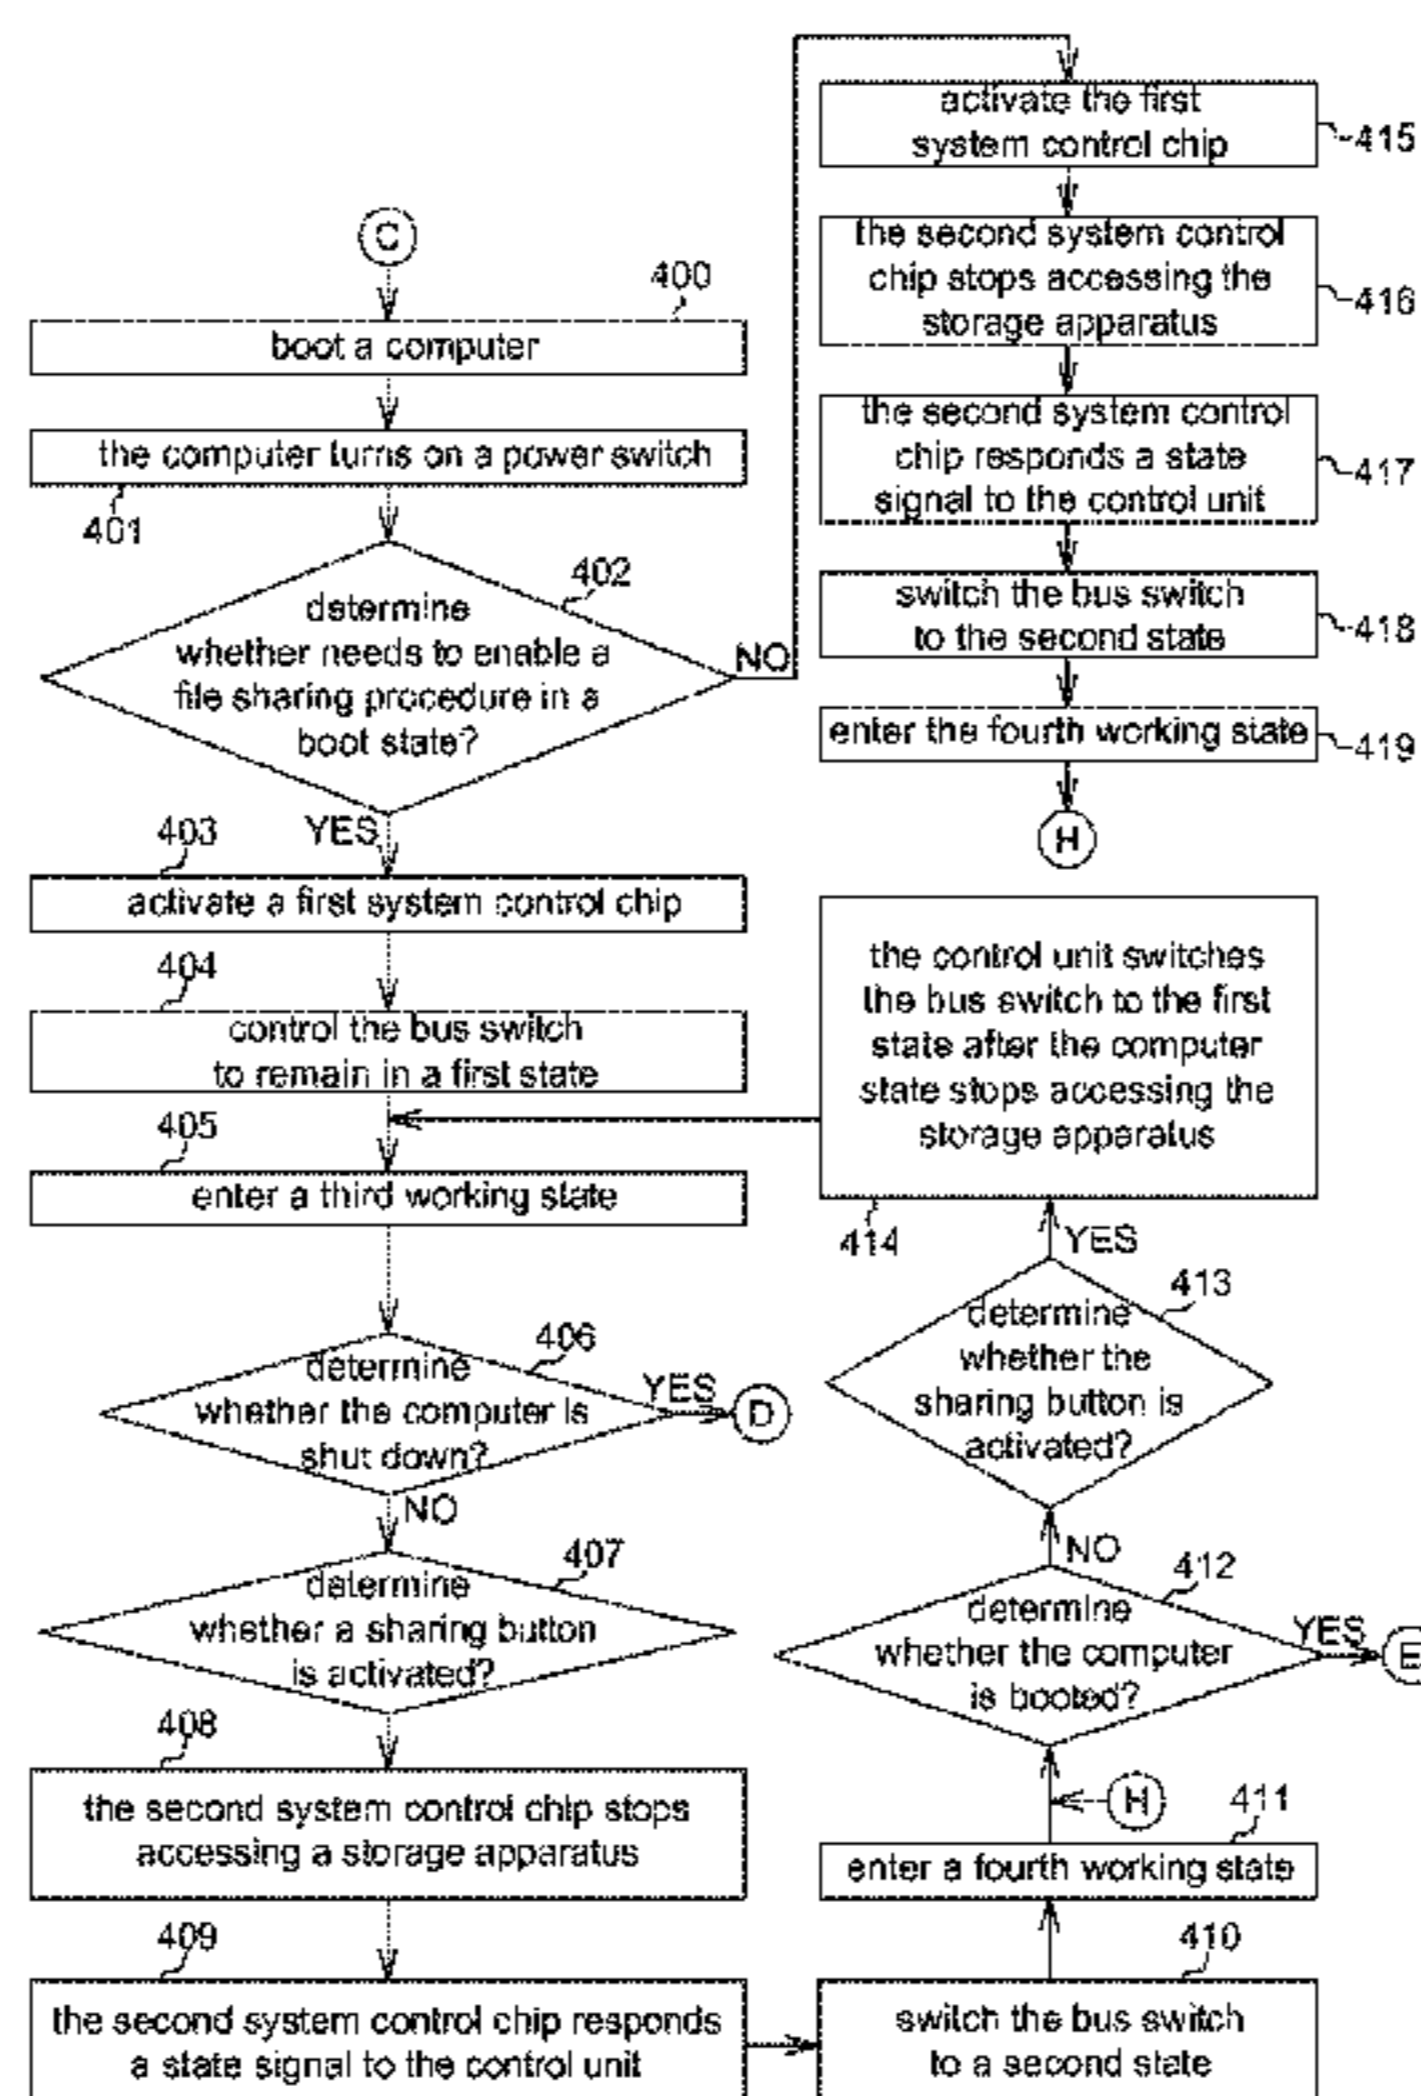 C
400
boot a computer
the computer turns on a power switch
401
402
determine
whether needs to enable a
file sharing procedure in a
boot state?
NO
YES
403
activate a first system control chip
404
control the bus switch
to remain in a first state
405
enter a third working state
406
determine
whether the computer is
shut down?
YES
D
NO
407
determine
whether a sharing button
is activated?
408
the second system control chip stops
accessing a storage apparatus
409
the second system control chip responds
a state signal to the control unit
410
switch the bus switch
to a second state
411
enter a fourth working state
H
412
determine
whether the computer
is booted?
YES
E
NO
413
determine
whether the
sharing button is
activated?
YES
414
the control unit switches
the bus switch to the first
state after the computer
state stops accessing the
storage apparatus
activate the first
system control chip
415
the second system control
chip stops accessing the
storage apparatus
416
the second system control
chip responds a state
signal to the control unit
417
switch the bus switch
to the second state
418
enter the fourth working state
419
H